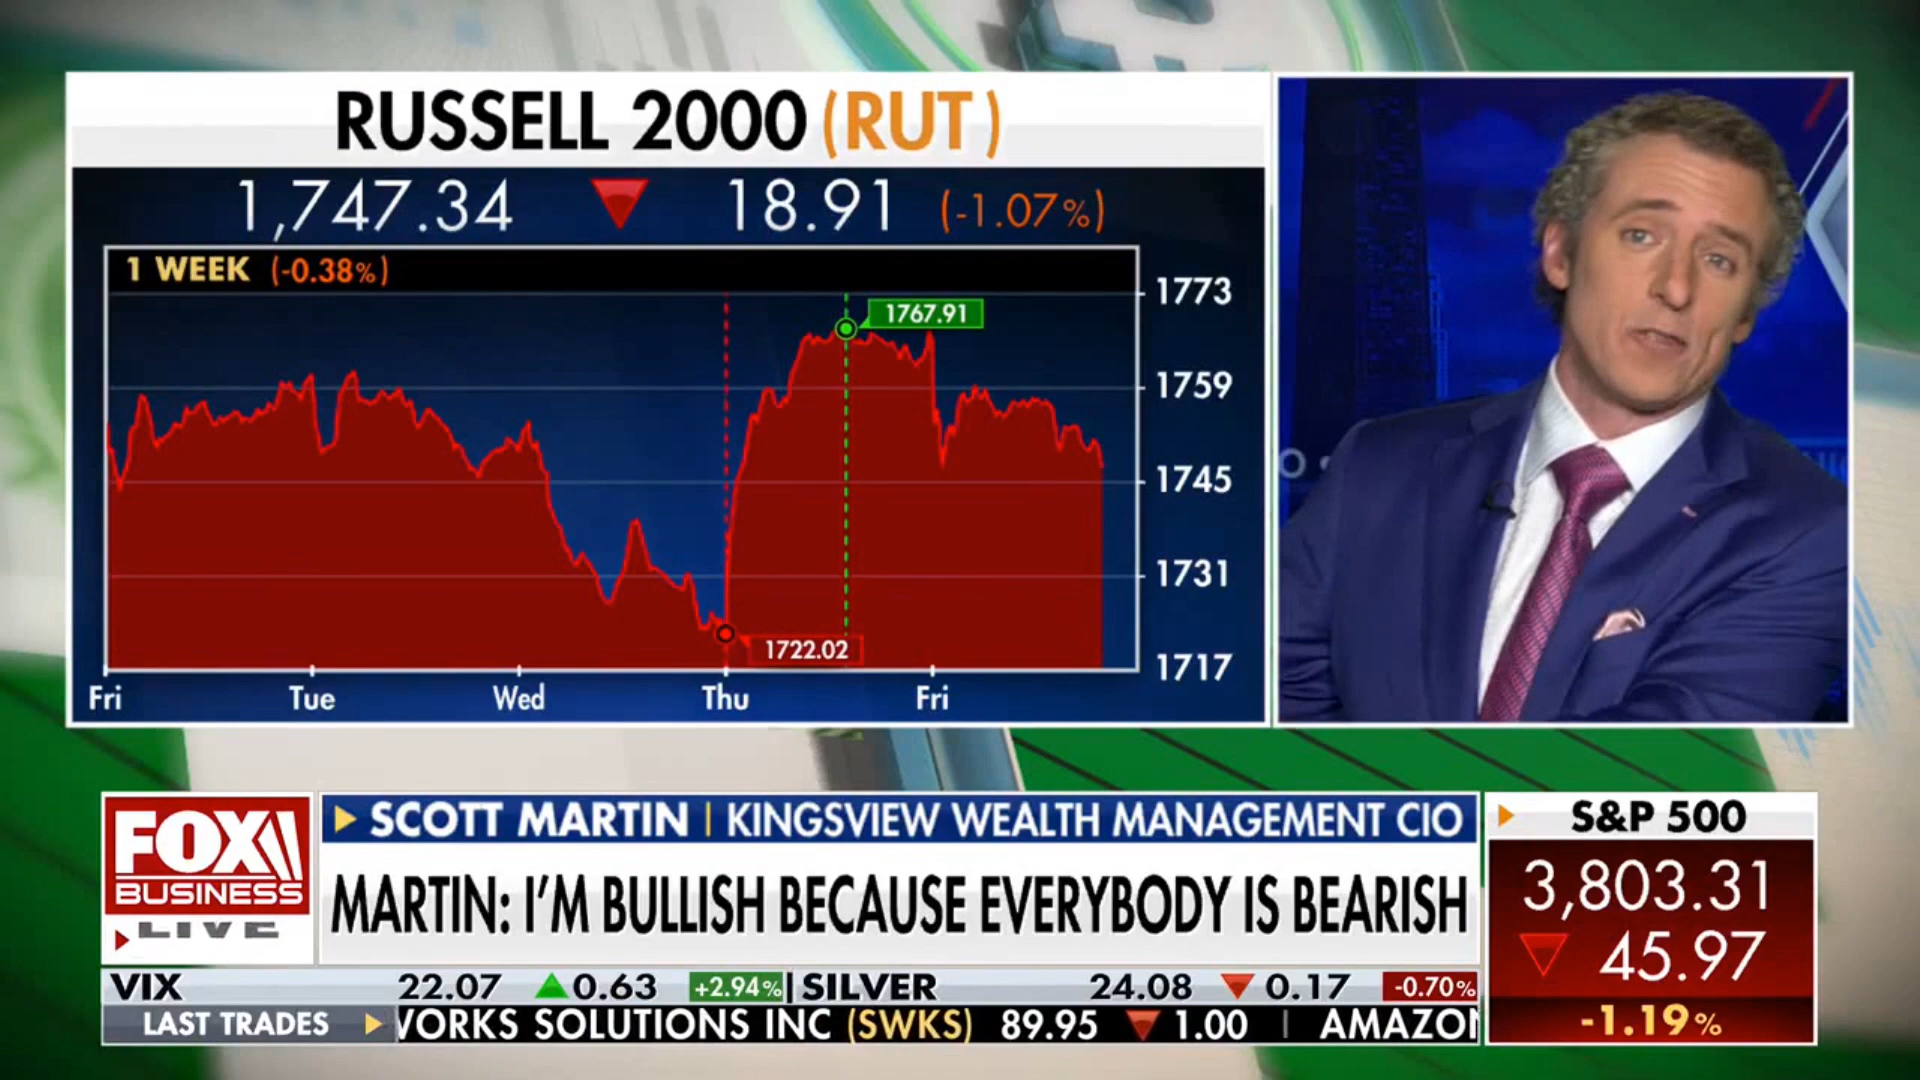 RUSSELL 2000 (RUT)
1,747.34 ▼ 18.91 (-1.07%)
1 WEEK (-0.38%)
1773
1767.91
1759
1745
1731
1722.02
1717
Fri Tue Wed Thu Fri
FOX
BUSINESS
LIVE
SCOTT MARTIN | KINGSVIEW WEALTH MANAGEMENT CIO
MARTIN: I'M BULLISH BECAUSE EVERYBODY IS BEARISH
S&P 500
3,803.31
▼ 45.97
-1.19%
VIX 22.07 ▲ 0.63 +2.94% | SILVER 24.08 ▼ 0.17 -0.70%
LAST TRADES ▶ WORKS SOLUTIONS INC (SWKS) 89.95 ▼ 1.00 | AMAZON